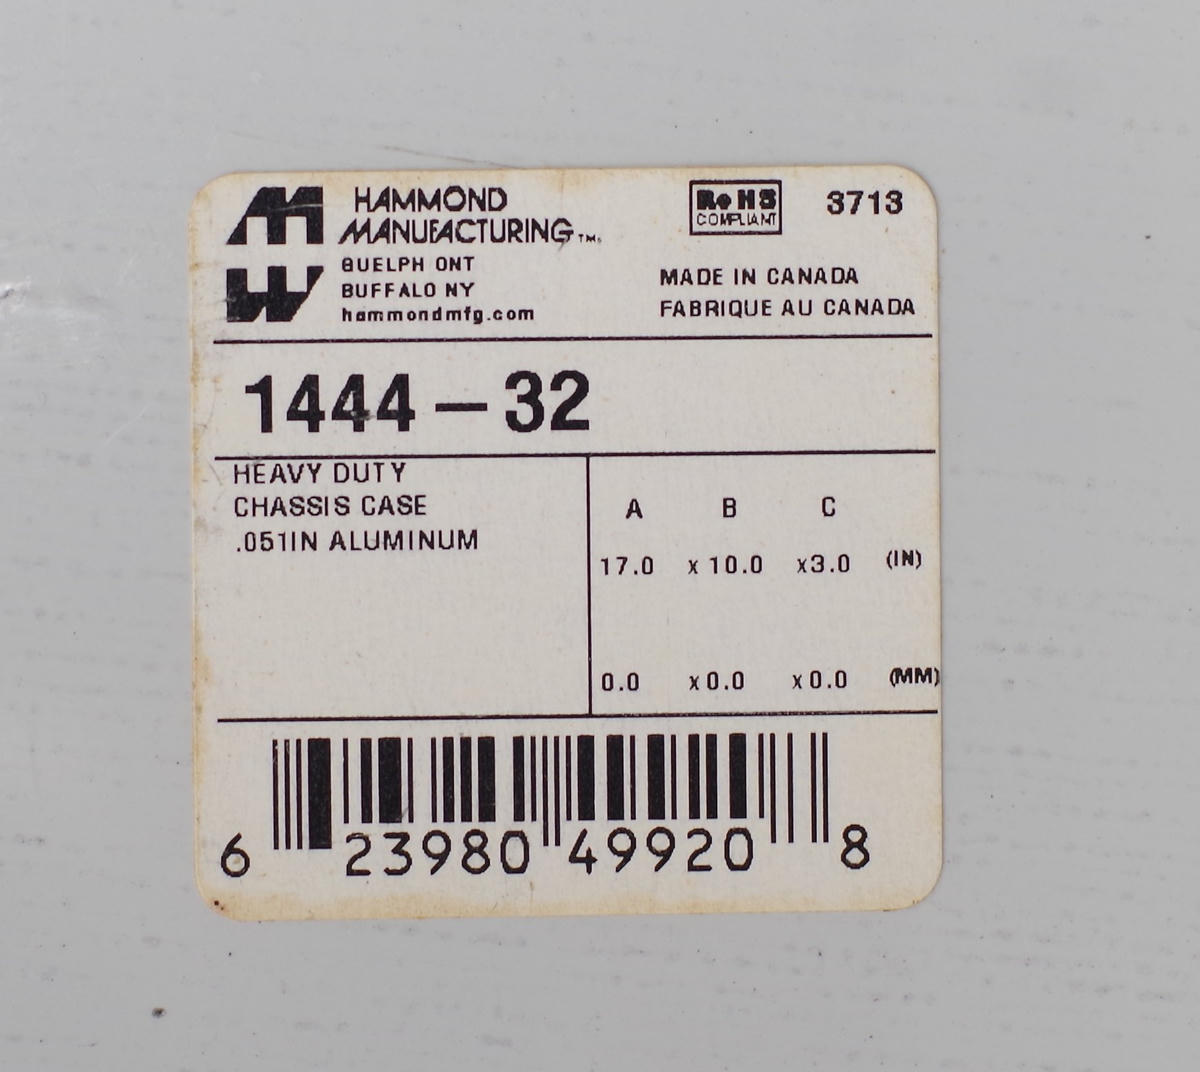 HAMMOND
MANUFACTURING™
GUELPH ONT
BUFFALO NY
hammondmfg.com
RoHS
COMPLIANT
3713
MADE IN CANADA
FABRIQUE AU CANADA
1444-32
HEAVY DUTY
CHASSIS CASE
.051IN ALUMINUM
A B C
17.0 x 10.0 x3.0 (IN)
0.0 x0.0 x0.0 (MM)
6 23980 49920 8